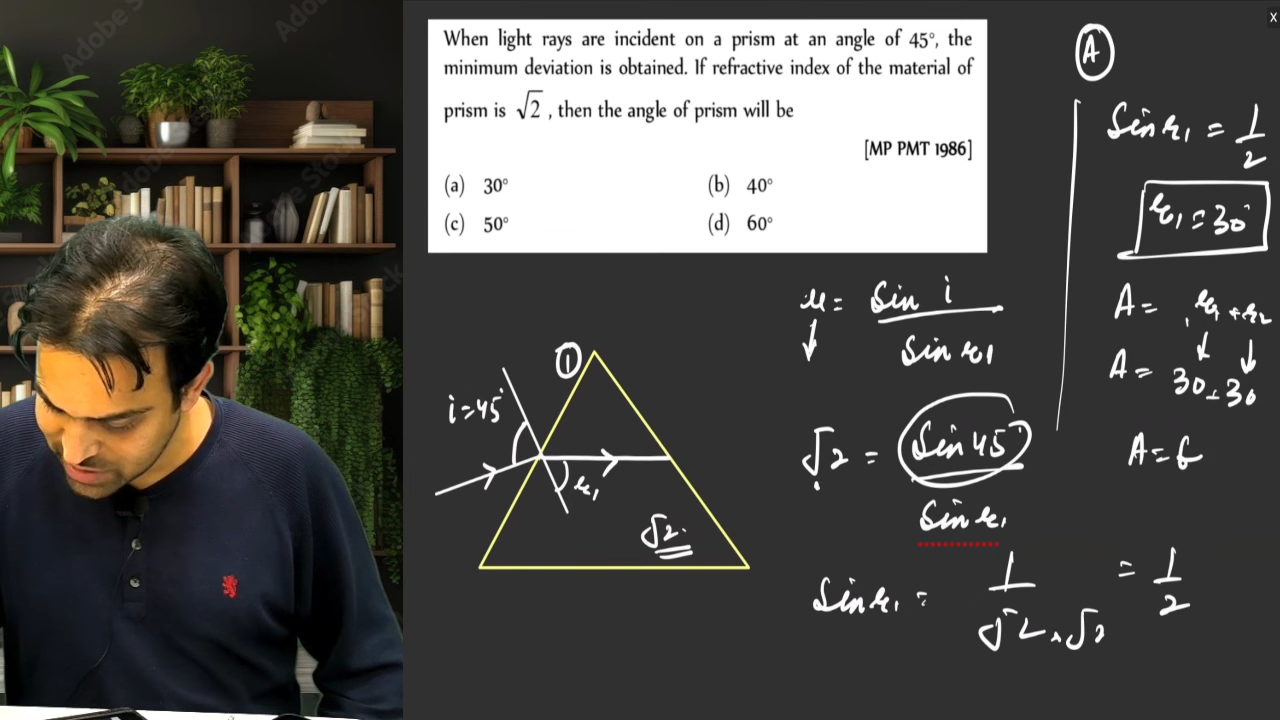 When light rays are incident on a prism at an angle of 45°, the
minimum deviation is obtained. If refractive index of the material of
prism is √2, then the angle of prism will be
[MP PMT 1986]
(a) 30° (b) 40°
(c) 50° (d) 60°
①
i=45°
r₁
√2
μ = sin i / sin r₁
√2 = sin 45° / sin r₁
sin r₁ = 1 / √2 × √2 = 1/2
Ⓐ
sin r₁ = 1/2
r₁ = 30°
A = r₁ + r₂
A = 30 + 30
A = 6
X
Adobe Stock